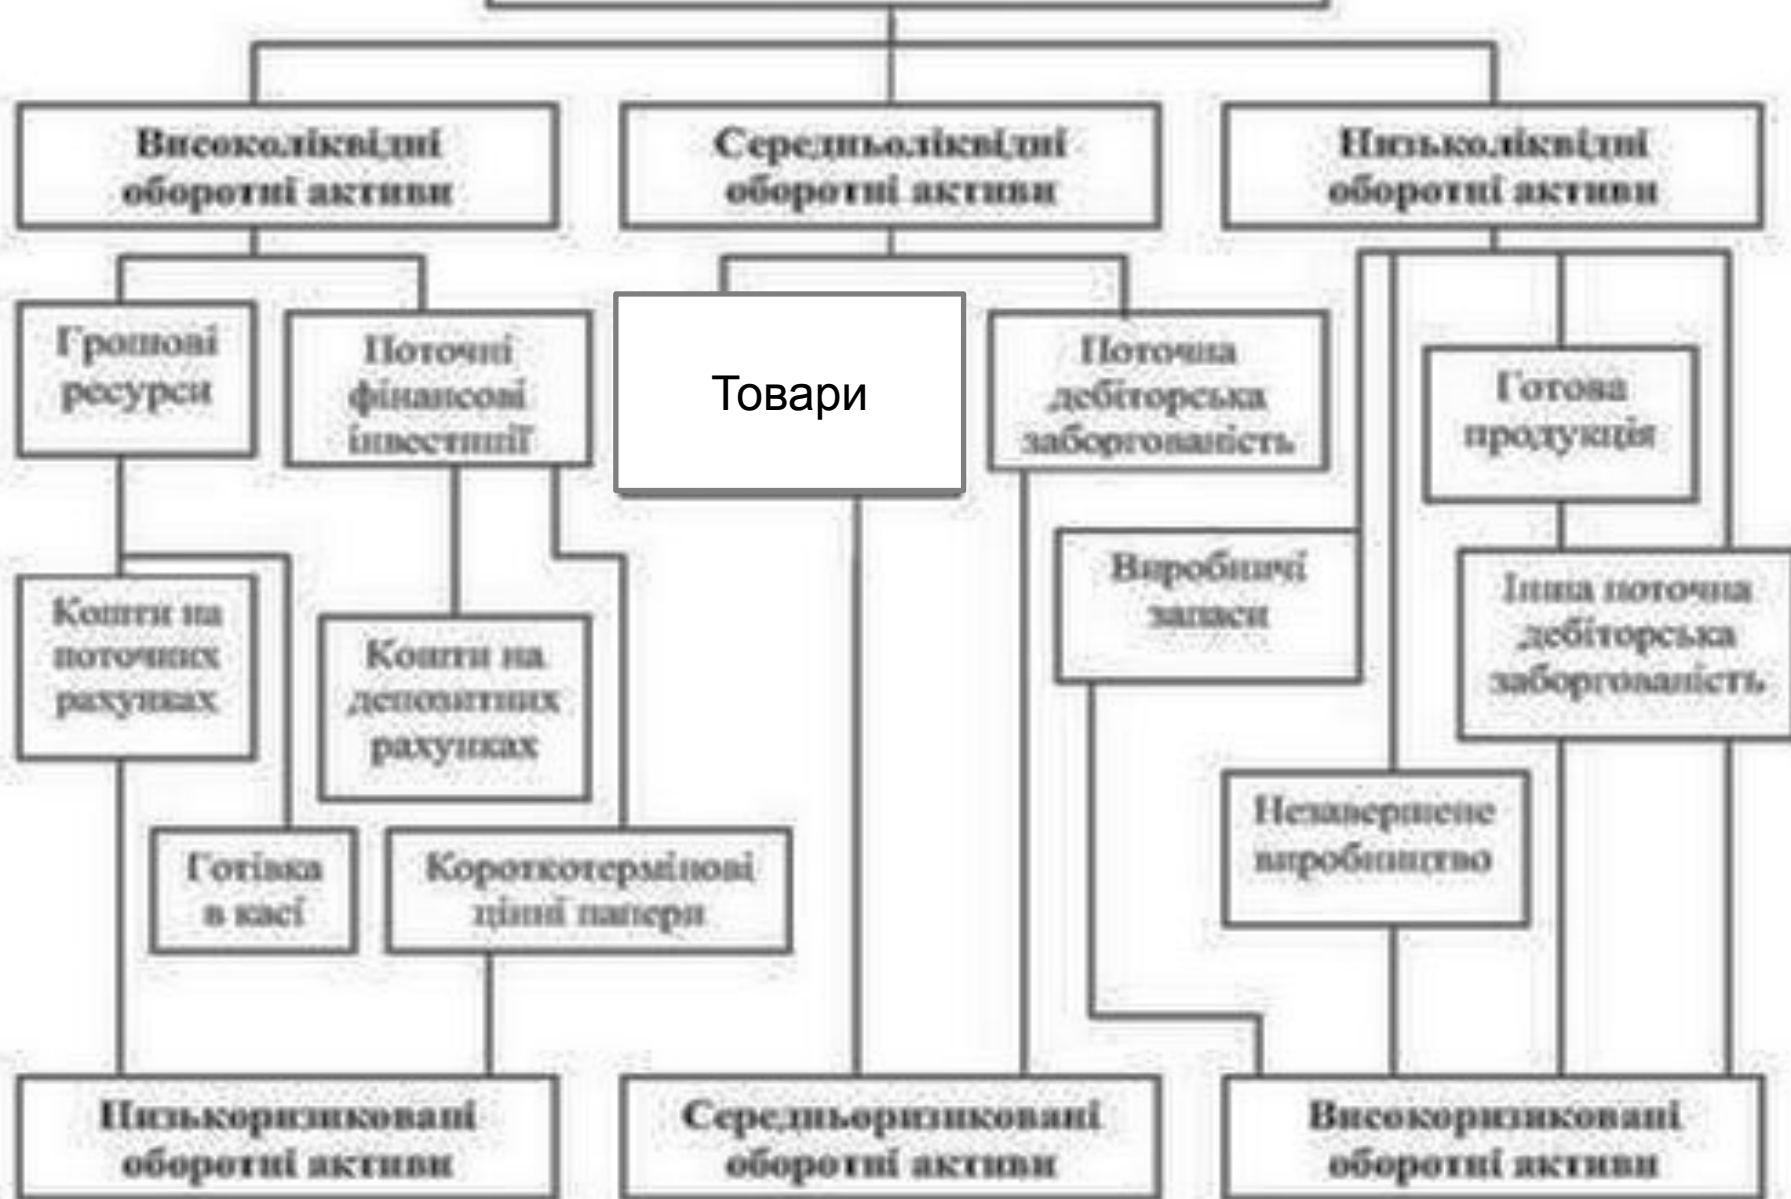 Високоліквідні
оборотні активи
Середньоліквідні
оборотні активи
Низьколіквідні
оборотні активи
Грошові
ресурси
Поточні
фінансові
інвестиції
Товари
Поточна
дебіторська
заборгованість
Готова
продукція
Виробничі
запаси
Інша поточна
дебіторська
заборгованість
Кошти на
поточних
рахунках
Кошти на
депозитних
рахунках
Незавершене
виробництво
Готівка
в касі
Короткотермінові
цінні папери
Низькоризиковані
оборотні активи
Середньоризиковані
оборотні активи
Високоризиковані
оборотні активи